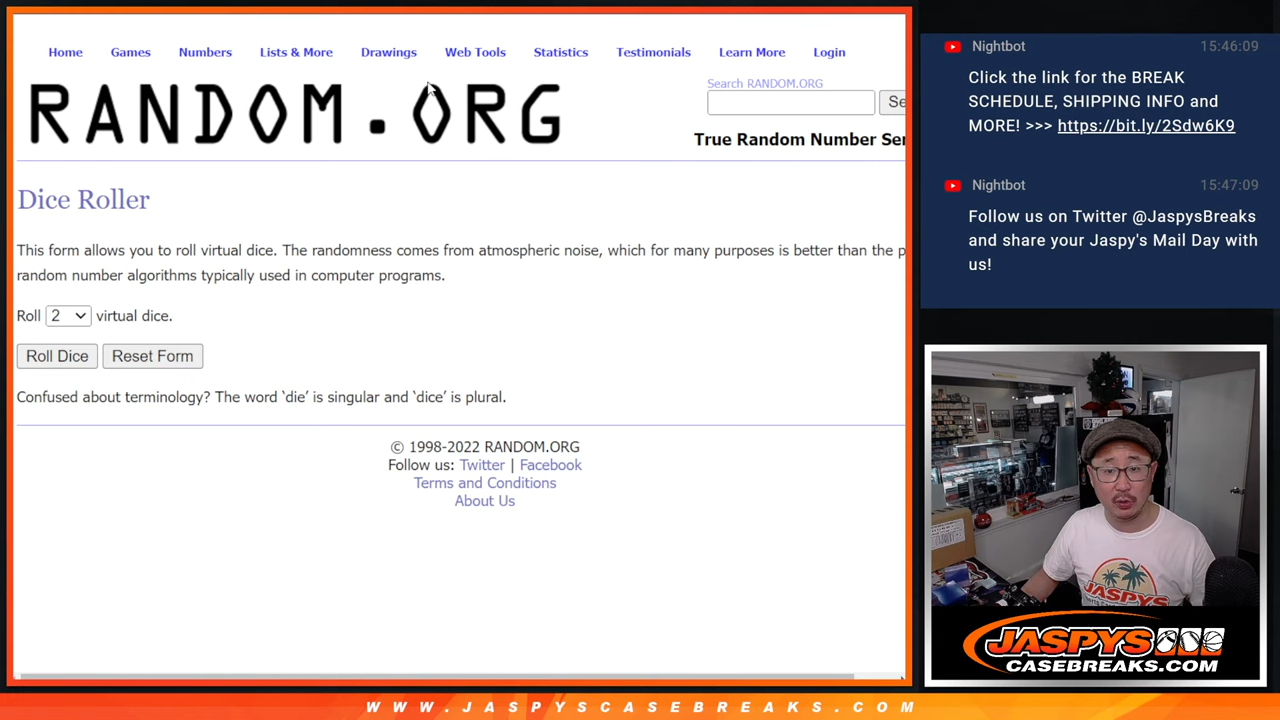 Home Games Numbers Lists & More Drawings Web Tools Statistics Testimonials Learn More Login
RANDOM.ORG
Search RANDOM.ORG
Se
True Random Number Ser
Dice Roller
This form allows you to roll virtual dice. The randomness comes from atmospheric noise, which for many purposes is better than the p
random number algorithms typically used in computer programs.
Roll 2 virtual dice.
Roll Dice Reset Form
Confused about terminology? The word ‘die’ is singular and ‘dice’ is plural.
© 1998-2022 RANDOM.ORG
Follow us: Twitter | Facebook
Terms and Conditions
About Us
Nightbot 15:46:09
Click the link for the BREAK
SCHEDULE, SHIPPING INFO and
MORE! >>> https://bit.ly/2Sdw6K9
Nightbot 15:47:09
Follow us on Twitter @JaspysBreaks
and share your Jaspy's Mail Day with
us!
JASPYS
JASPYS
CASEBREAKS.COM
WWW.JASPYSCASEBREAKS.COM